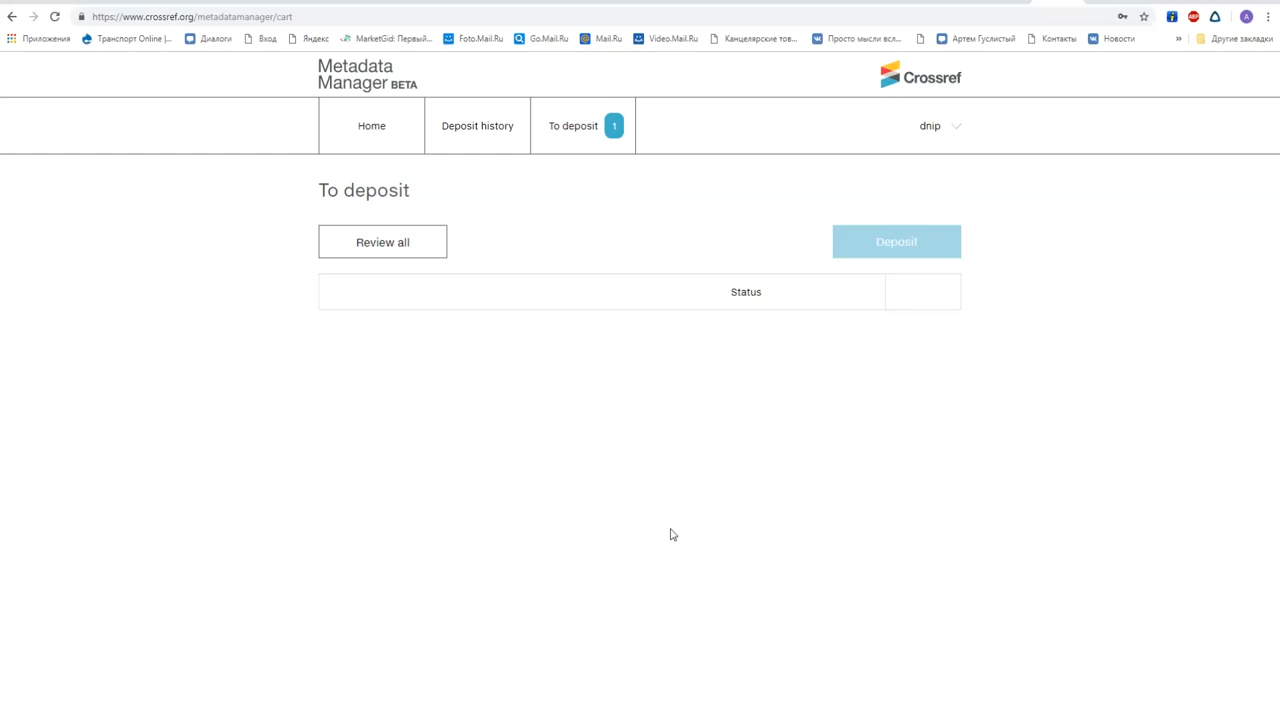 https://www.crossref.org/metadatamanager/cart
Приложения Транспорт Online |... Диалоги Вход Яндекс MarketGid: Первый... Foto.Mail.Ru Go.Mail.Ru Mail.Ru Video.Mail.Ru Канцелярские тов... Просто мысли всл... Артем Гуслистый Контакты Новости » Другие закладки
Metadata
Manager BETA
Crossref
Home Deposit history To deposit 1 dnip
To deposit
Review all Deposit
Status